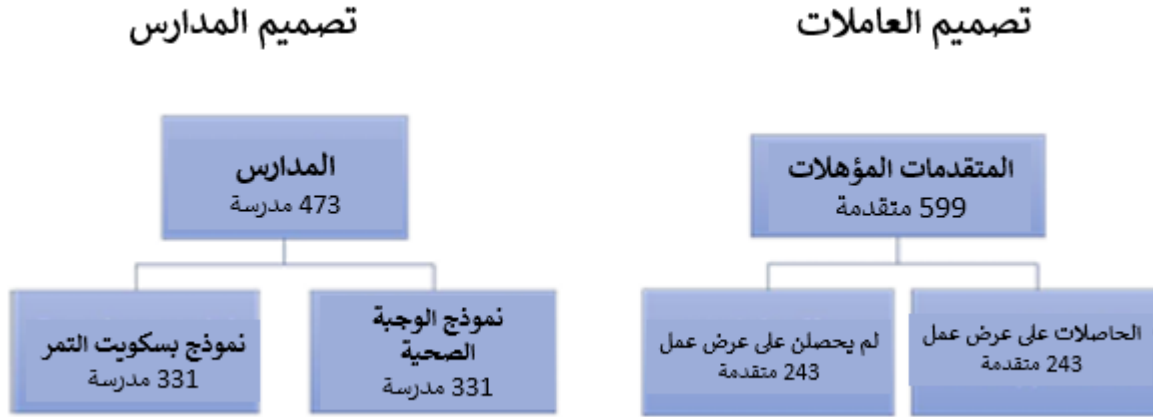 تصميم العاملات
المتقدمات المؤهلات
599 متقدمة
الحاصلات على عرض عمل
243 متقدمة
لم يحصلن على عرض عمل
243 متقدمة
تصميم المدارس
المدارس
473 مدرسة
نموذج الوجبة
الصحية
331 مدرسة
نموذج بسكويت التمر
331 مدرسة